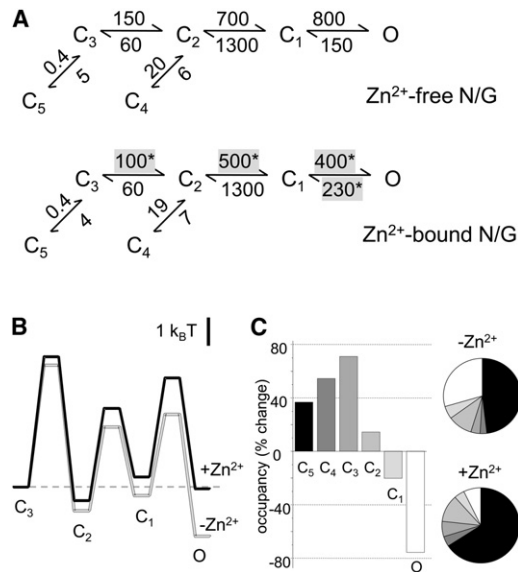 A
150 700 800
C3 C2 C1 O
60 1300 150
0.4 5 20 6
C5 C4
Zn2+-free N/G
100* 500* 400*
C3 C2 C1 O
60 1300 230*
0.4 4 19 7
C5 C4
Zn2+-bound N/G
B
1 kBT
+Zn2+
C3
C2
C1
-Zn2+
O
C
occupancy (% change)
80
40
0
-40
-80
C5 C4 C3 C2 C1 O
-Zn2+
+Zn2+